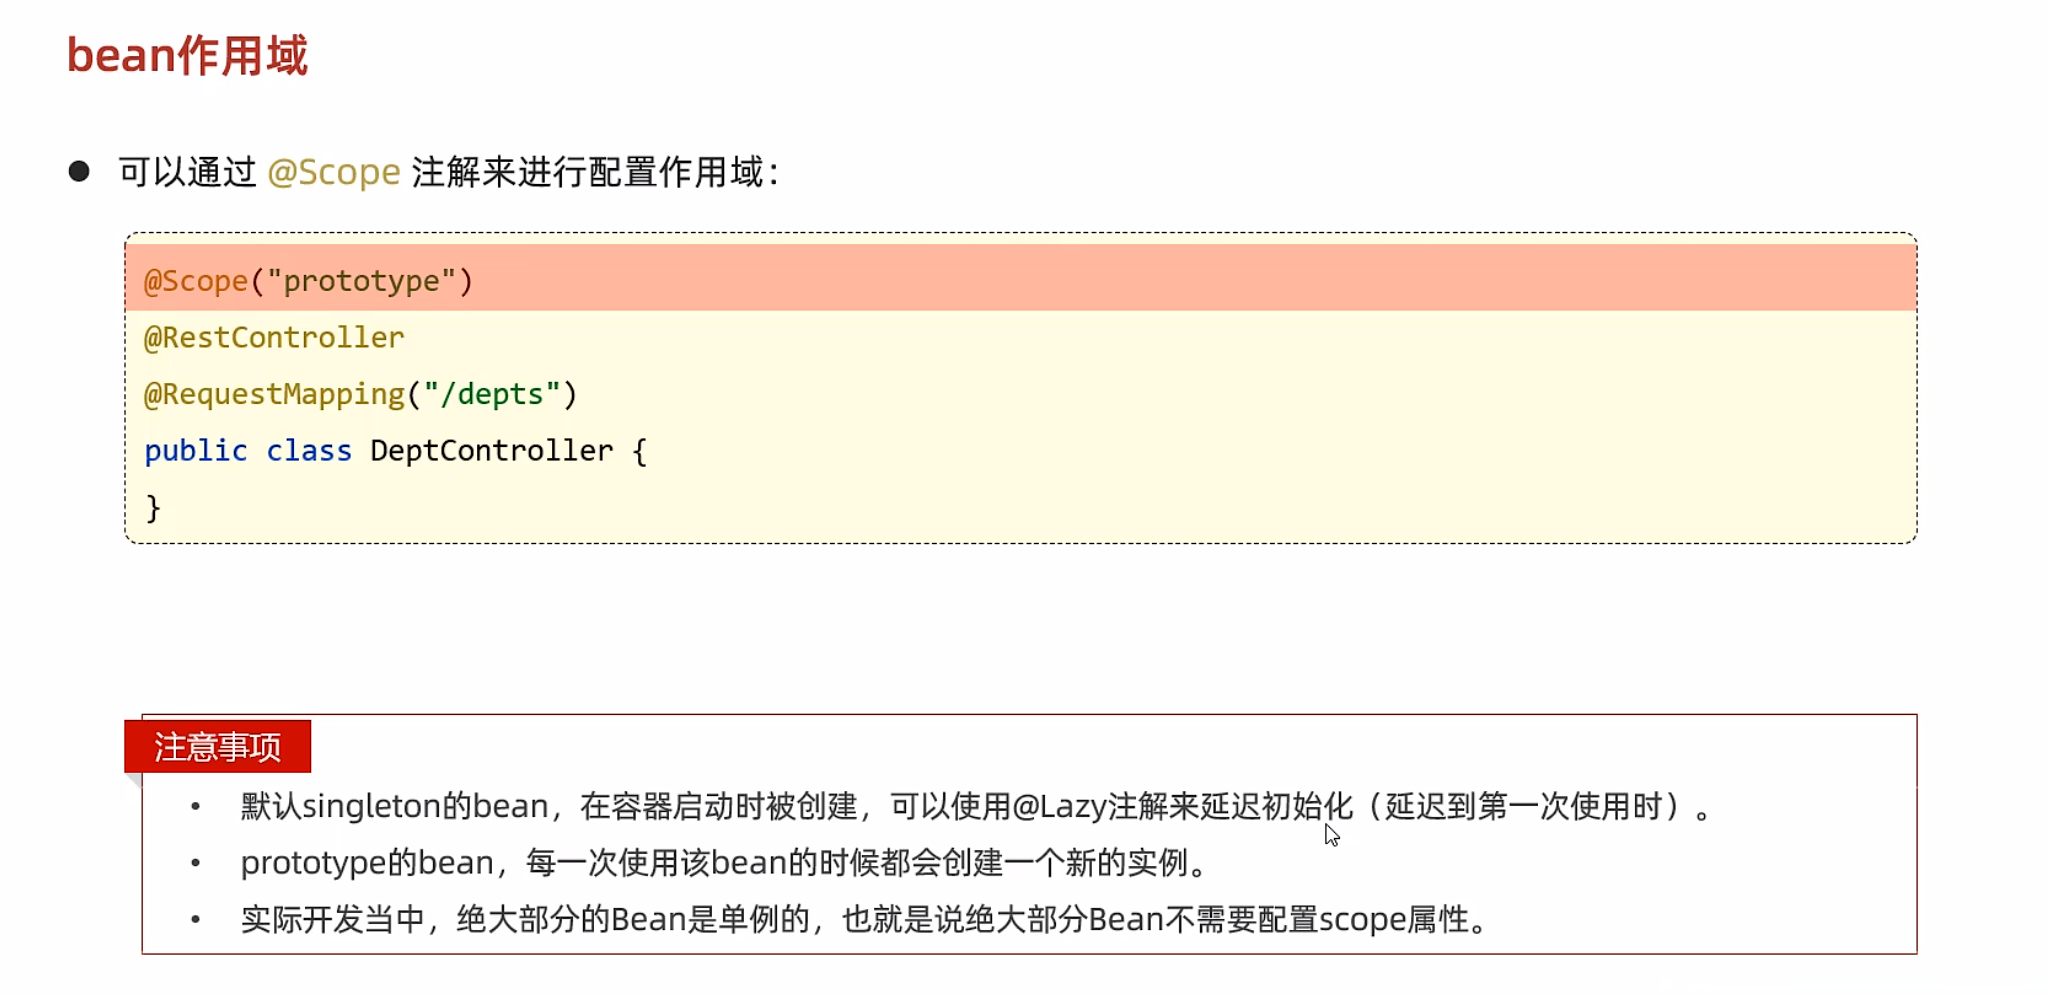 bean作用域
● 可以通过 @Scope 注解来进行配置作用域：
@Scope("prototype")
@RestController
@RequestMapping("/depts")
public class DeptController {
}
注意事项
• 默认singleton的bean，在容器启动时被创建，可以使用@Lazy注解来延迟初始化（延迟到第一次使用时）。
• prototype的bean，每一次使用该bean的时候都会创建一个新的实例。
• 实际开发当中，绝大部分的Bean是单例的，也就是说绝大部分Bean不需要配置scope属性。